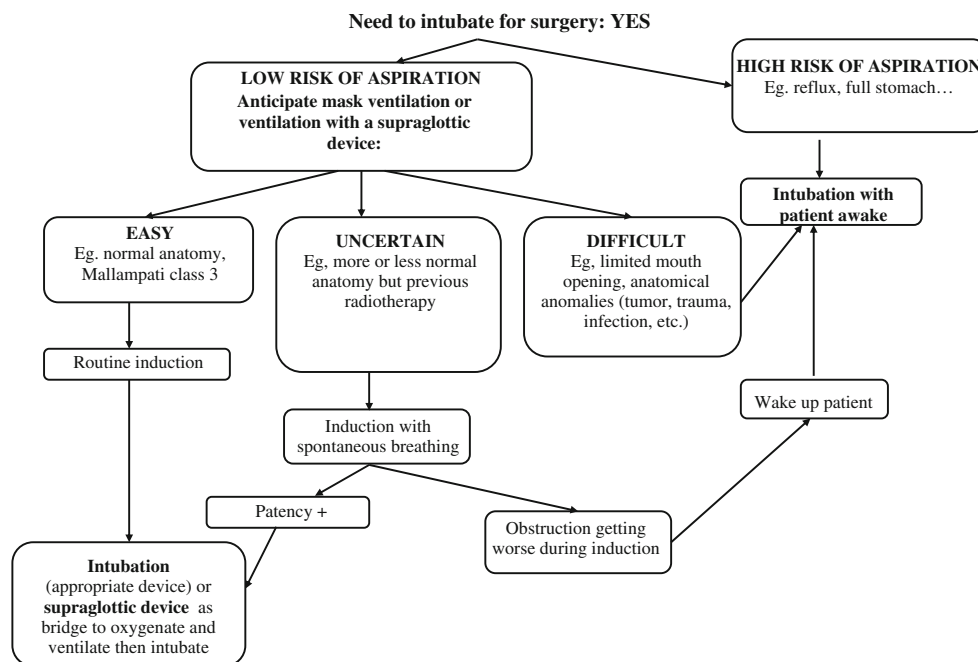 Need to intubate for surgery: YES
LOW RISK OF ASPIRATION
Anticipate mask ventilation or
ventilation with a supraglottic
device:
HIGH RISK OF ASPIRATION
Eg. reflux, full stomach…
Intubation with
patient awake
EASY
Eg. normal anatomy,
Mallampati class 3
UNCERTAIN
Eg, more or less normal
anatomy but previous
radiotherapy
DIFFICULT
Eg, limited mouth
opening, anatomical
anomalies (tumor, trauma,
infection, etc.)
Routine induction
Wake up patient
Induction with
spontaneous breathing
Patency +
Obstruction getting
worse during induction
Intubation
(appropriate device) or
supraglottic device as
bridge to oxygenate and
ventilate then intubate